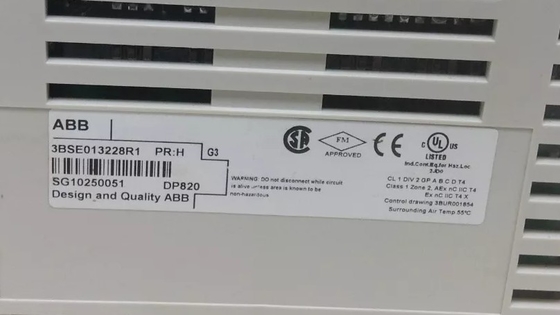 ABB
3BSE013228R1 PR:H G3
SG10250051 DP820
Design and Quality ABB
WARNING: DO not disconnect while circuit
is alive unless area is known to be
non-hazardous
SA
FM
APPROVED
CE
C UL US
LISTED
Ind.Cont.Eq.for Haz.Loc.
CL 1 DIV 2 GP A B C D T4
Class 1 Zone 2, AEx nC IIC T4
Ex nC IIC T4 X
Control drawing 3BUR001854
Surrounding Air Temp.55°C